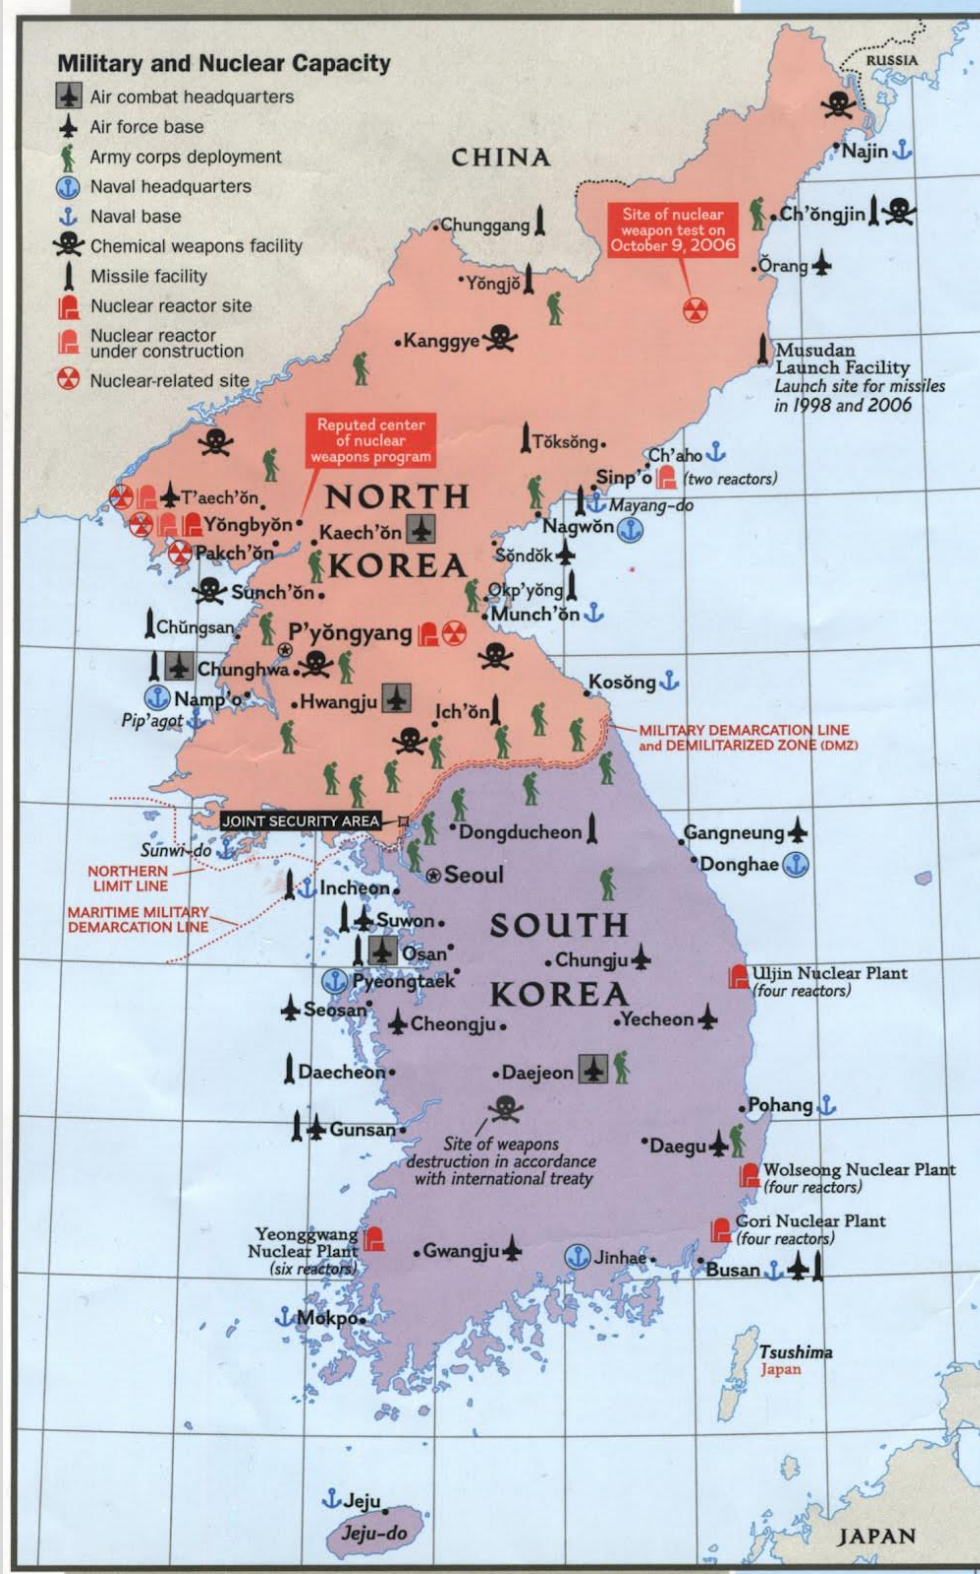 Military and Nuclear Capacity
Air combat headquarters
Air force base
Army corps deployment
Naval headquarters
Naval base
Chemical weapons facility
Missile facility
Nuclear reactor site
Nuclear reactor
under construction
Nuclear-related site
RUSSIA
CHINA
Najin
Ch'ŏngjin
Site of nuclear
weapon test on
October 9, 2006
Chunggang
Ŏrang
Yŏngjŏ
Kanggye
Musudan
Launch Facility
Launch site for missiles
in 1998 and 2006
Reputed center
of nuclear
weapons program
Tŏksŏng
Ch'aho
Sinp'o
(two reactors)
NORTH
KOREA
T'aech'ŏn
Mayang-do
Yŏngbyŏn
Nagwŏn
Kaech'ŏn
Pakch'ŏn
Sŏndŏk
Sunch'ŏn
Okp'yŏng
Munch'ŏn
Chŭngsan
P'yŏngyang
Chunghwa
Kosŏng
Namp'o
Hwangju
Pip'agot
Ich'ŏn
MILITARY DEMARCATION LINE
and DEMILITARIZED ZONE (DMZ)
JOINT SECURITY AREA
Dongducheon
Gangneung
Sunwi-do
Donghae
NORTHERN
LIMIT LINE
Seoul
Incheon
MARITIME MILITARY
DEMARCATION LINE
Suwon
SOUTH
KOREA
Osan
Chungju
Pyeongtaek
Uljin Nuclear Plant
(four reactors)
Seosan
Cheongju
Yecheon
Daecheon
Daejeon
Pohang
Gunsan
Site of weapons
destruction in accordance
with international treaty
Daegu
Wolseong Nuclear Plant
(four reactors)
Yeonggwang
Nuclear Plant
(six reactors)
Gori Nuclear Plant
(four reactors)
Gwangju
Jinhae
Busan
Mokpo
Tsushima
Japan
Jeju
Jeju-do
JAPAN